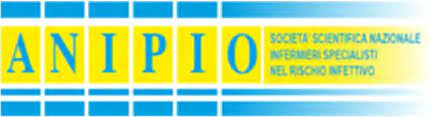 ANIPIO
SOCIETA' SCIENTIFICA NAZIONALE
INFERMIERI SPECIALISTI
NEL RISCHIO INFETTIVO